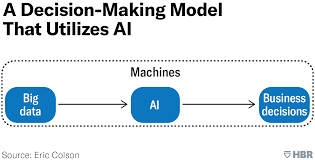 A Decision-Making Model
That Utilizes AI
Machines
Big
data
AI
Business
decisions
Source: Eric Colson
HBR